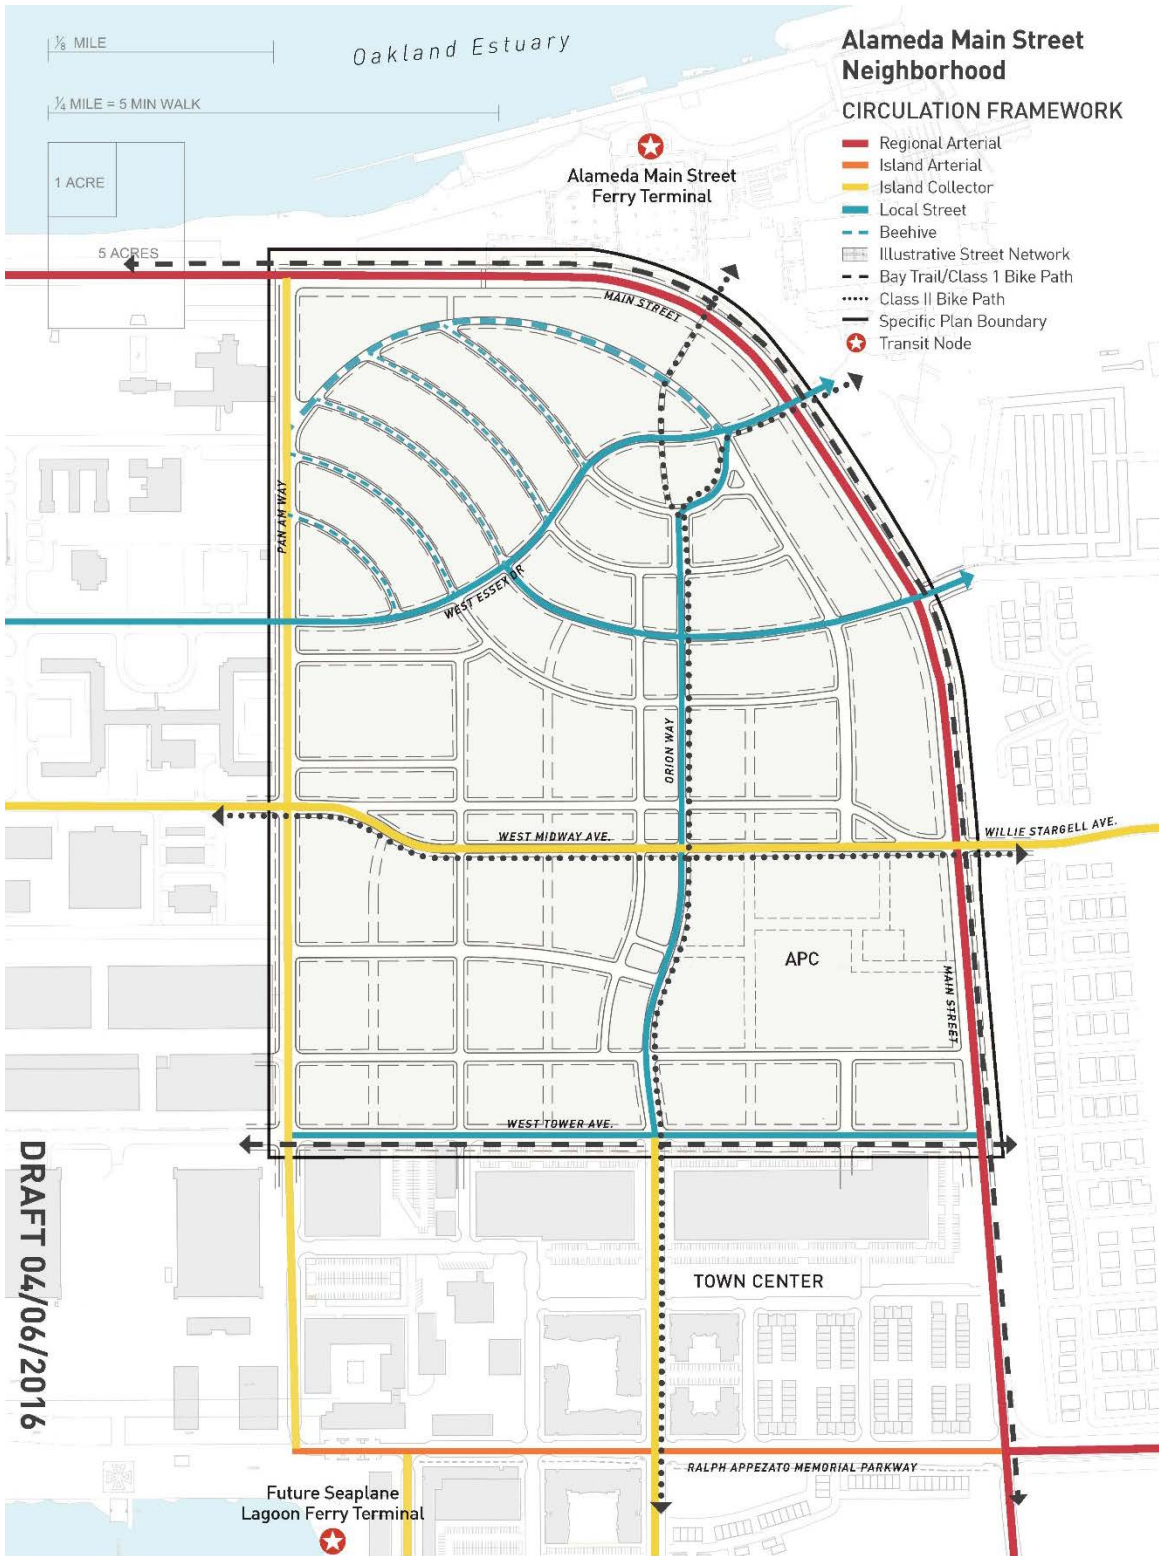 ⅛ MILE
Oakland Estuary
¼ MILE = 5 MIN WALK
1 ACRE
5 ACRES
Alameda Main Street
Ferry Terminal
Alameda Main Street
Neighborhood
CIRCULATION FRAMEWORK
Regional Arterial
Island Arterial
Island Collector
Local Street
Beehive
Illustrative Street Network
Bay Trail/Class 1 Bike Path
Class II Bike Path
Specific Plan Boundary
Transit Node
MAIN STREET
PAN AM WAY
WEST ESSEX DR
ORION WAY
WEST MIDWAY AVE.
WILLIE STARGELL AVE.
APC
MAIN STREET
WEST TOWER AVE.
DRAFT 04/06/2016
TOWN CENTER
RALPH APPEZATO MEMORIAL PARKWAY
Future Seaplane
Lagoon Ferry Terminal